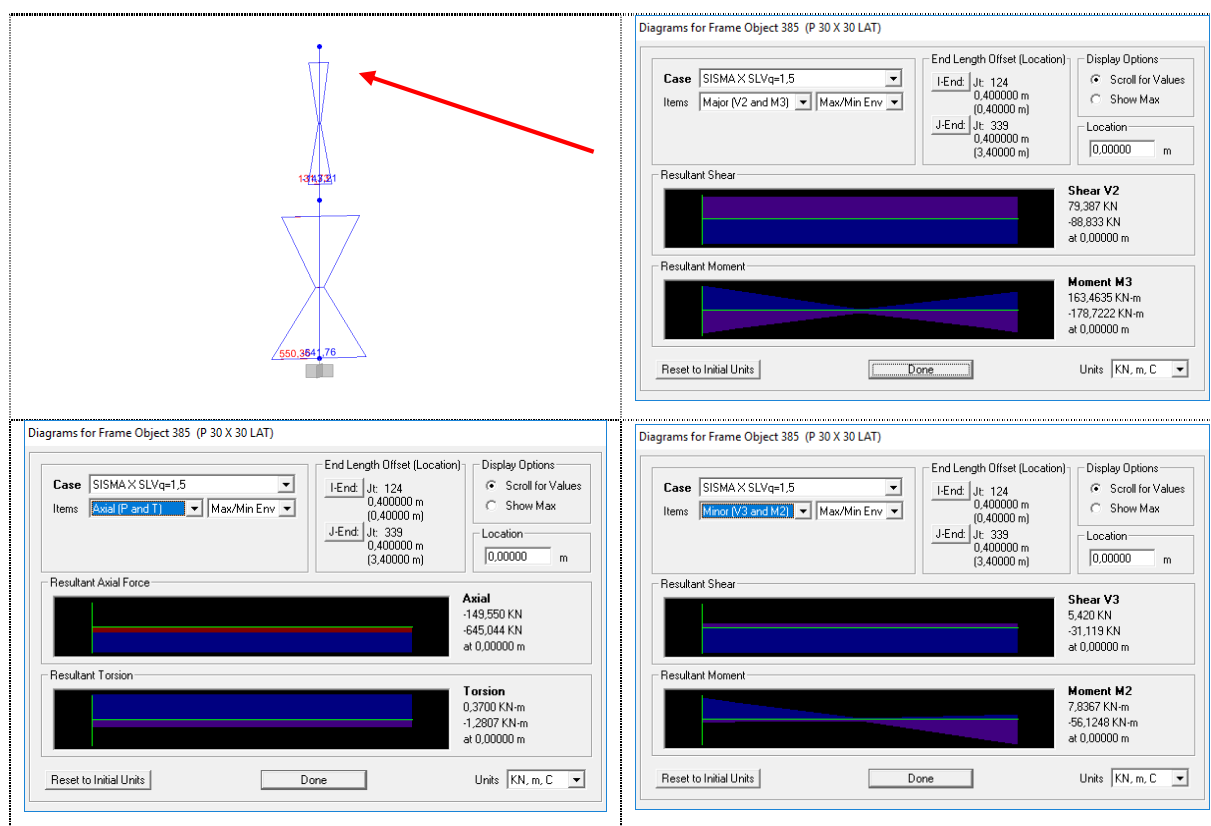 550,36
641,76
Diagrams for Frame Object 385 (P 30 X 30 LAT)
Case SISMA X SLVq=1,5
Items Major (V2 and M3) Max/Min Env
End Length Offset (Location)
I-End: Jt: 124
0,400000 m
(0,40000 m)
J-End: Jt: 339
0,400000 m
(3,40000 m)
Display Options
Scroll for Values
Show Max
Location
0,00000 m
Resultant Shear
Shear V2
79,387 KN
-88,833 KN
at 0,00000 m
Resultant Moment
Moment M3
163,4635 KN-m
-178,7222 KN-m
at 0,00000 m
Reset to Initial Units
Done
Units KN, m, C
Diagrams for Frame Object 385 (P 30 X 30 LAT)
Case SISMA X SLVq=1,5
Items Axial (P and T) Max/Min Env
End Length Offset (Location)
I-End: Jt: 124
0,400000 m
(0,40000 m)
J-End: Jt: 339
0,400000 m
(3,40000 m)
Display Options
Scroll for Values
Show Max
Location
0,00000 m
Resultant Axial Force
Axial
-149,550 KN
-645,044 KN
at 0,00000 m
Resultant Torsion
Torsion
0,3700 KN-m
-1,2807 KN-m
at 0,00000 m
Reset to Initial Units
Done
Units KN, m, C
Diagrams for Frame Object 385 (P 30 X 30 LAT)
Case SISMA X SLVq=1,5
Items Minor (V3 and M2) Max/Min Env
End Length Offset (Location)
I-End: Jt: 124
0,400000 m
(0,40000 m)
J-End: Jt: 339
0,400000 m
(3,40000 m)
Display Options
Scroll for Values
Show Max
Location
0,00000 m
Resultant Shear
Shear V3
5,420 KN
-31,119 KN
at 0,00000 m
Resultant Moment
Moment M2
7,8367 KN-m
-56,1248 KN-m
at 0,00000 m
Reset to Initial Units
Done
Units KN, m, C